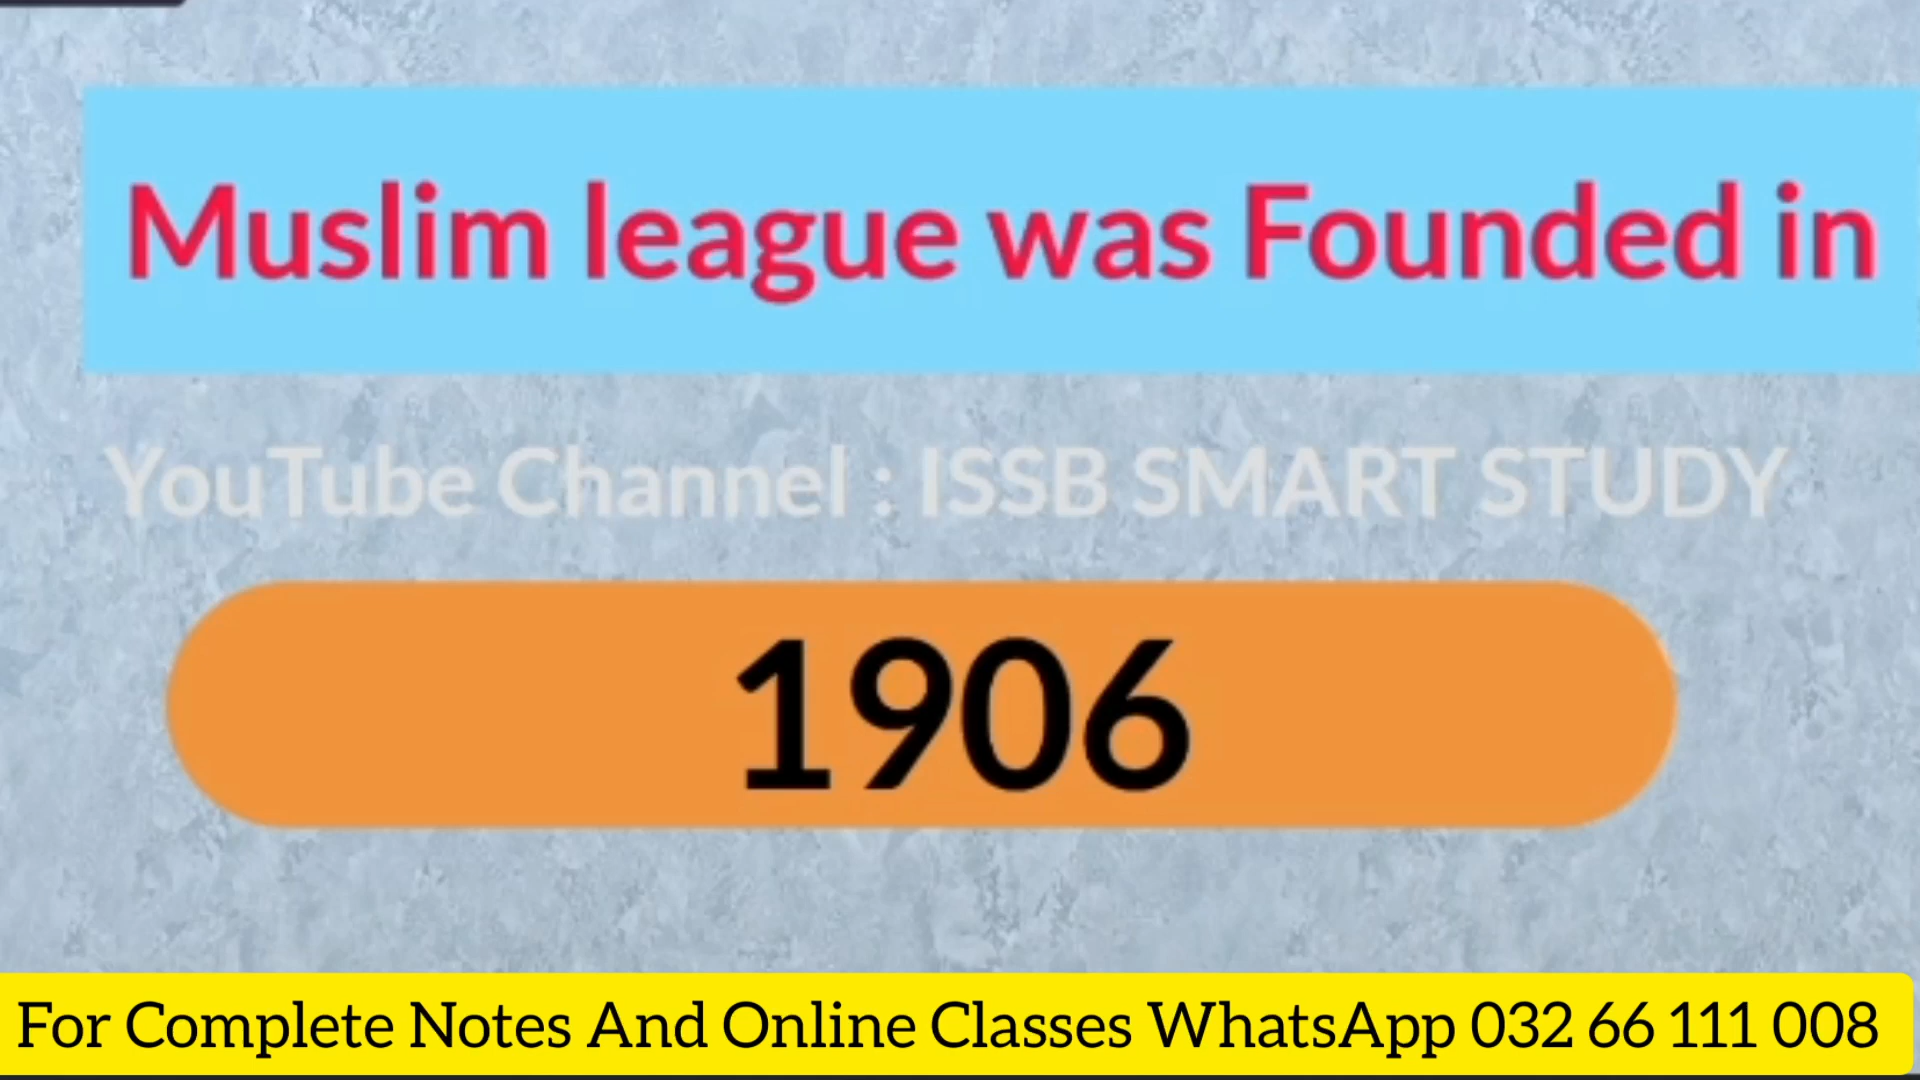 Muslim league was Founded in
YouTube Channel : ISSB SMART STUDY
1906
For Complete Notes And Online Classes WhatsApp 032 66 111 008